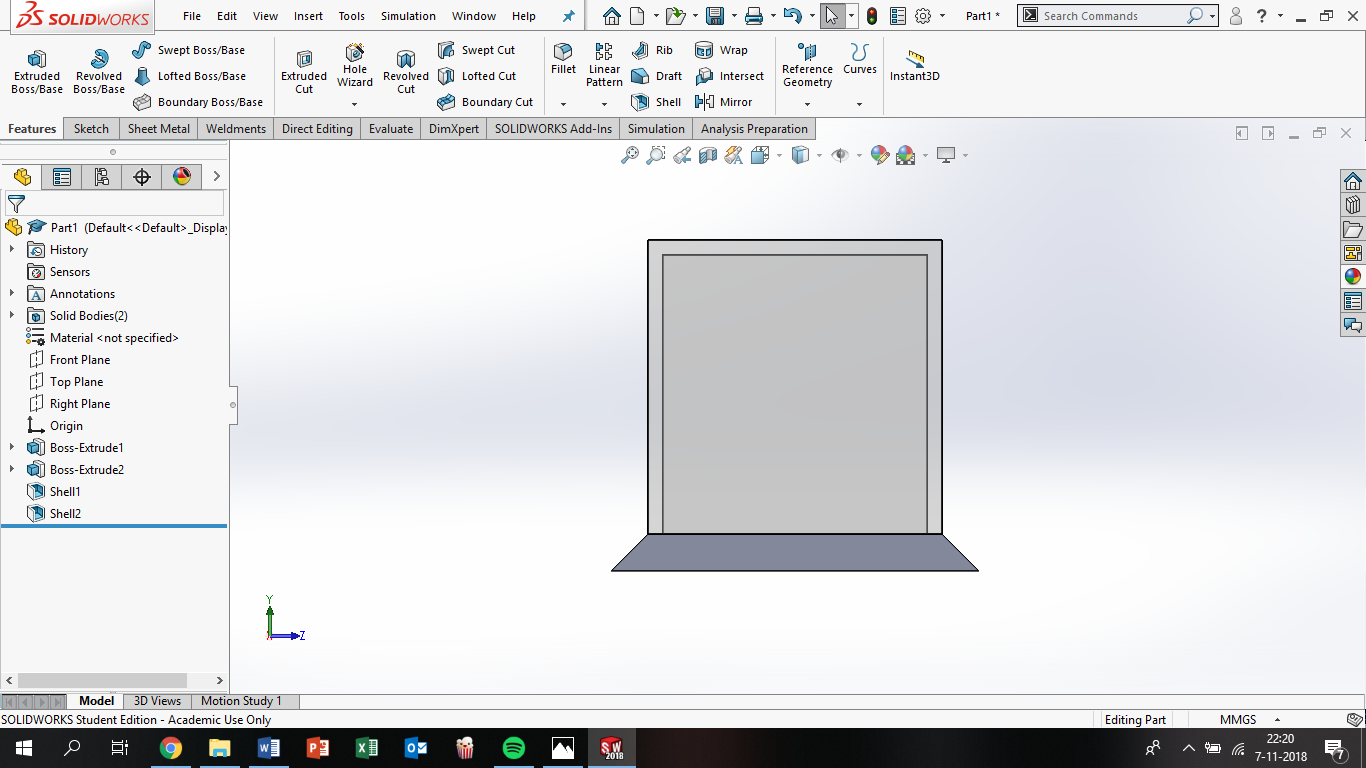 SOLIDWORKS File Edit View Insert Tools Simulation Window Help Part1 * Search Commands ?
Extruded Boss/Base
Revolved Boss/Base
Swept Boss/Base
Lofted Boss/Base
Boundary Boss/Base
Extruded Cut
Hole Wizard
Revolved Cut
Swept Cut
Lofted Cut
Boundary Cut
Fillet
Linear Pattern
Rib
Draft
Shell
Wrap
Intersect
Mirror
Reference Geometry
Curves
Instant3D
Features Sketch Sheet Metal Weldments Direct Editing Evaluate DimXpert SOLIDWORKS Add-Ins Simulation Analysis Preparation
Part1 (Default<<Default>_Display
History
Sensors
A Annotations
Solid Bodies(2)
Material <not specified>
Front Plane
Top Plane
Right Plane
Origin
Boss-Extrude1
Boss-Extrude2
Shell1
Shell2
Y
Z
Model 3D Views Motion Study 1
SOLIDWORKS Student Edition - Academic Use Only Editing Part MMGS
SW 2018
22:20
7-11-2018
7